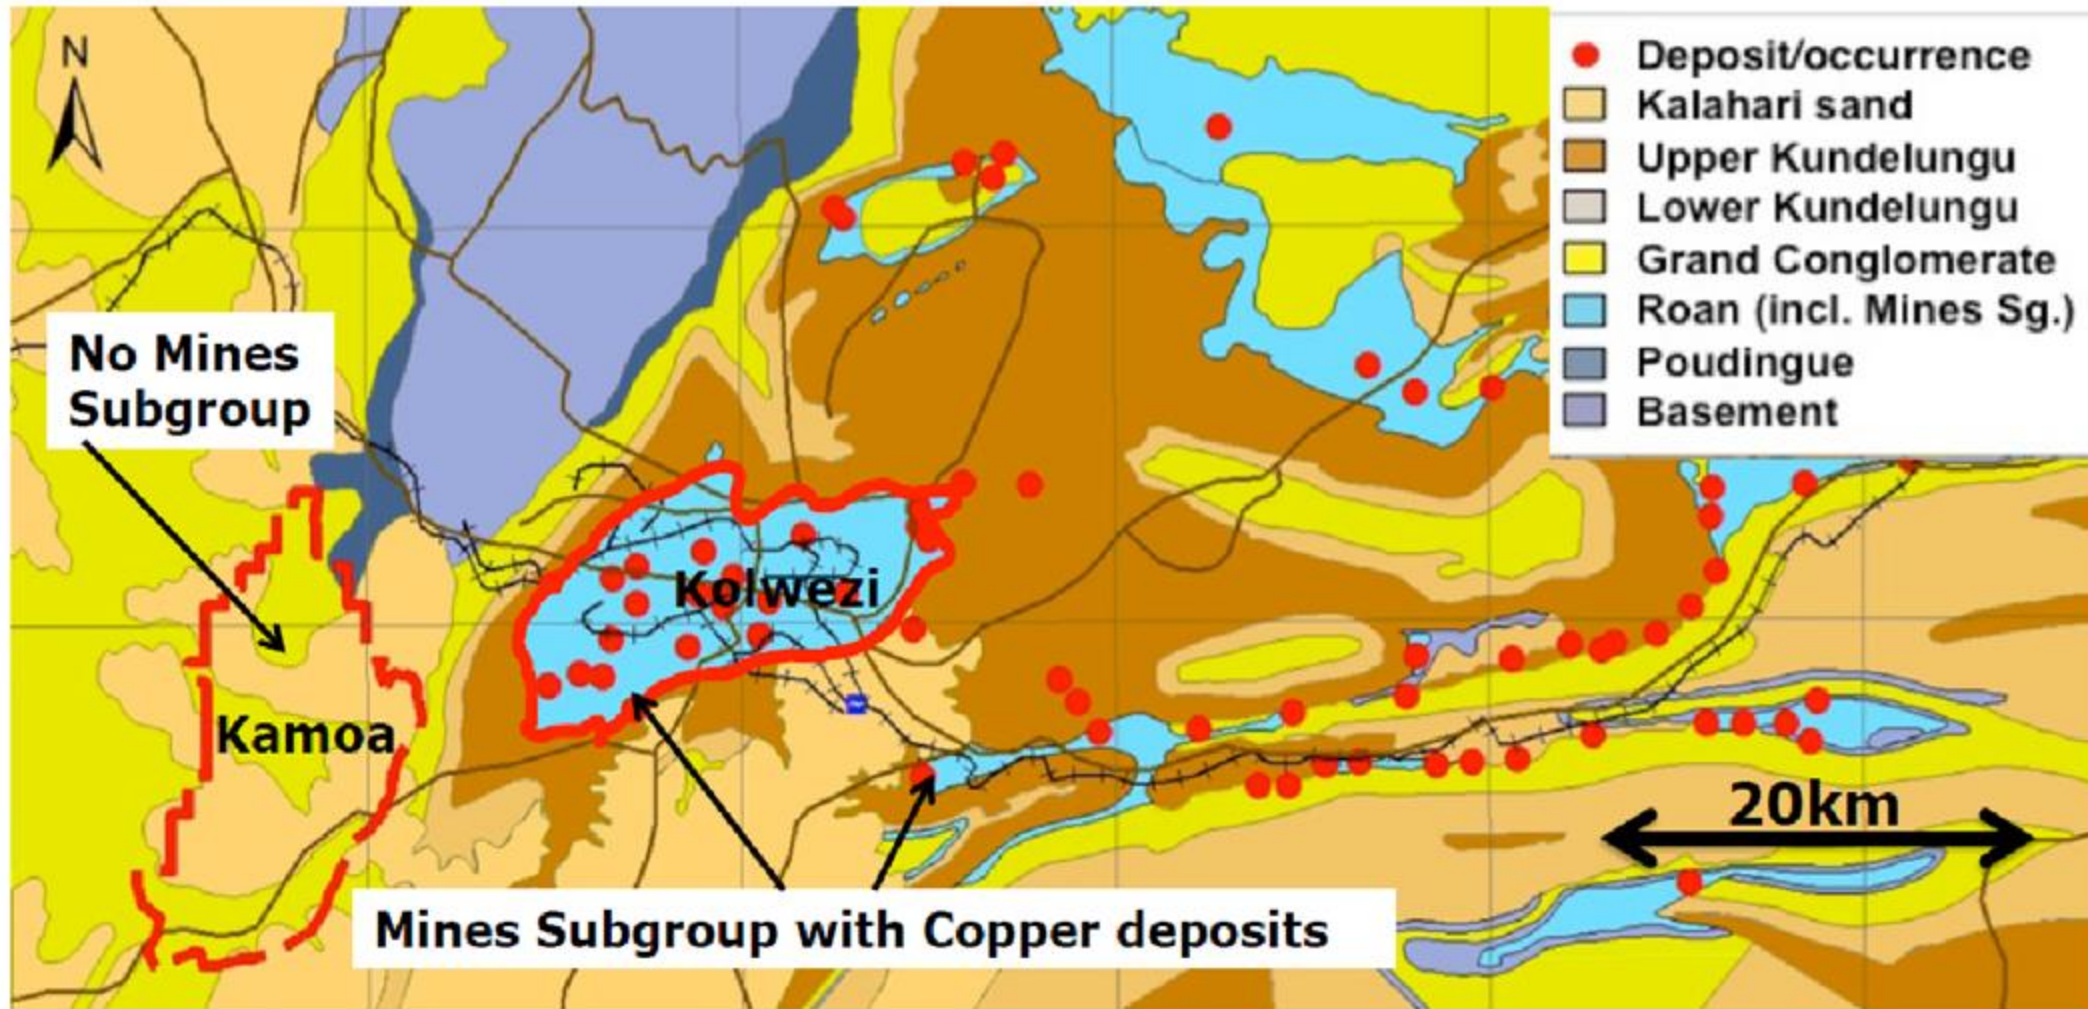 N
Deposit/occurrence
Kalahari sand
Upper Kundelungu
Lower Kundelungu
Grand Conglomerate
Roan (incl. Mines Sg.)
Poudingue
Basement
No Mines
Subgroup
Kolwezi
Kamoa
20km
Mines Subgroup with Copper deposits